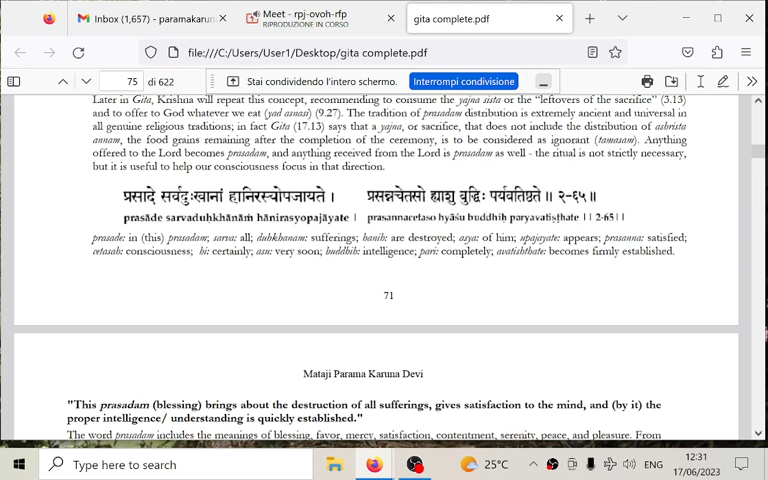 Inbox (1,657) - paramakarun
Meet - rpj-ovoh-rfp
RIPRODUZIONE IN CORSO
gita complete.pdf
file:///C:/Users/User1/Desktop/gita complete.pdf
75 di 622
Stai condividendo l'intero schermo. Interrompi condivisione
Later in Gita, Krishna will repeat this concept, recommending to consume the yajna sista or the "leftovers of the sacrifice" (3.13)
and to offer to God whatever we eat (yad asnasi) (9.27). The tradition of prasadam distribution is extremely ancient and universal in
all genuine religious traditions; in fact Gita (17.13) says that a yajna, or sacrifice, that does not include the distribution of ashrista
annam, the food grains remaining after the completion of the ceremony, is to be considered as ignorant (tamasam). Anything
offered to the Lord becomes prasadam, and anything received from the Lord is prasadam as well - the ritual is not strictly necessary,
but it is useful to help our consciousness focus in that direction.
प्रसादे सर्वदुःखानां हानिरस्योपजायते । प्रसन्नचेतसो ह्याशु बुद्धिः पर्यवतिष्ठते ॥ २-६५ ॥
prasāde sarvaduhkhānāṁ hānirasyopajāyate | prasannacetaso hyāśu buddhiḥ paryavatiṣṭhate || 2·65 ||
prasade: in (this) prasadam; sarva: all; duhkhanam: sufferings; hanih: are destroyed; asya: of him; upajayate: appears; prasanna: satisfied;
cetasah: consciousness; hi: certainly; asu: very soon; buddhih: intelligence; pari: completely; avatishthate: becomes firmly established.
71
Mataji Parama Karuna Devi
"This prasadam (blessing) brings about the destruction of all sufferings, gives satisfaction to the mind, and (by it) the
proper intelligence/ understanding is quickly established."
The word prasadam includes the meanings of blessing, favor, mercy, satisfaction, contentment, serenity, peace, and pleasure. From
Type here to search
25°C
ENG
12:31
17/06/2023